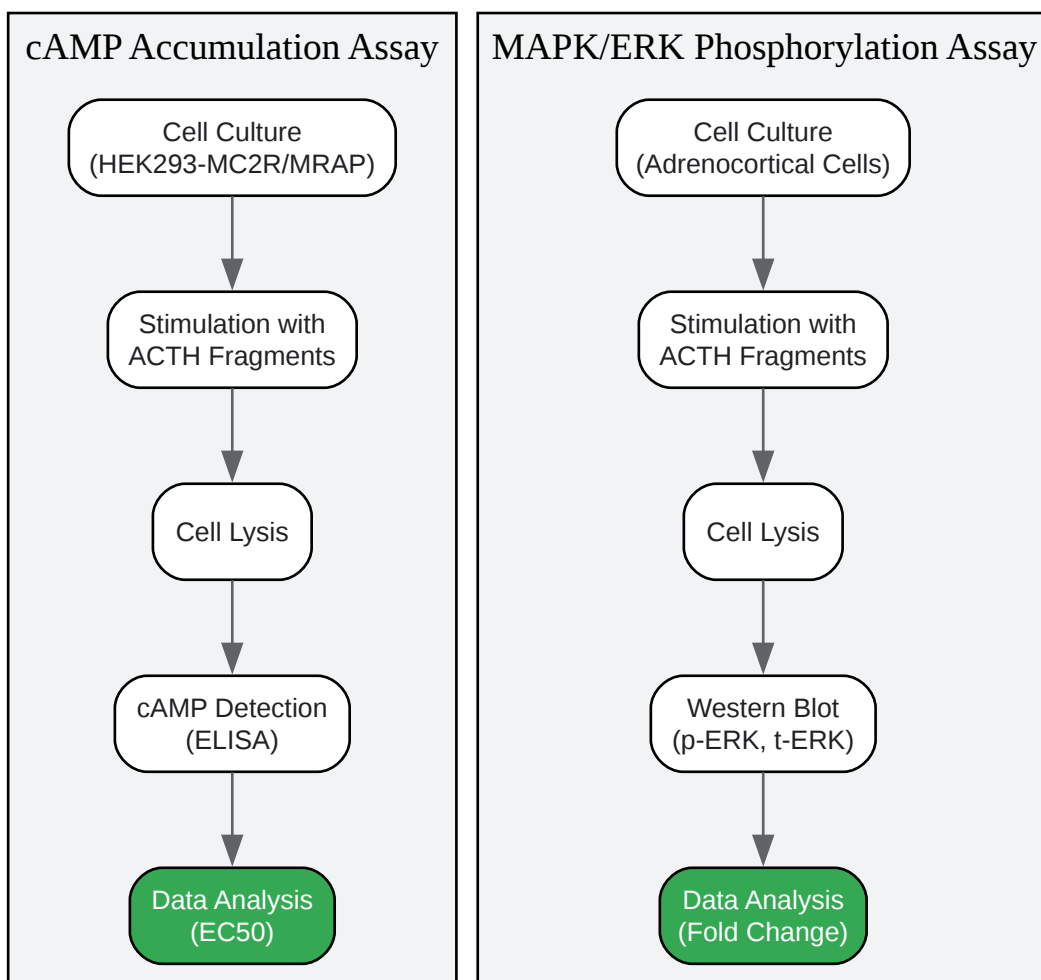 cAMP Accumulation Assay
Cell Culture
(HEK293-MC2R/MRAP)
Stimulation with
ACTH Fragments
Cell Lysis
cAMP Detection
(ELISA)
Data Analysis
(EC50)
MAPK/ERK Phosphorylation Assay
Cell Culture
(Adrenocortical Cells)
Stimulation with
ACTH Fragments
Cell Lysis
Western Blot
(p-ERK, t-ERK)
Data Analysis
(Fold Change)